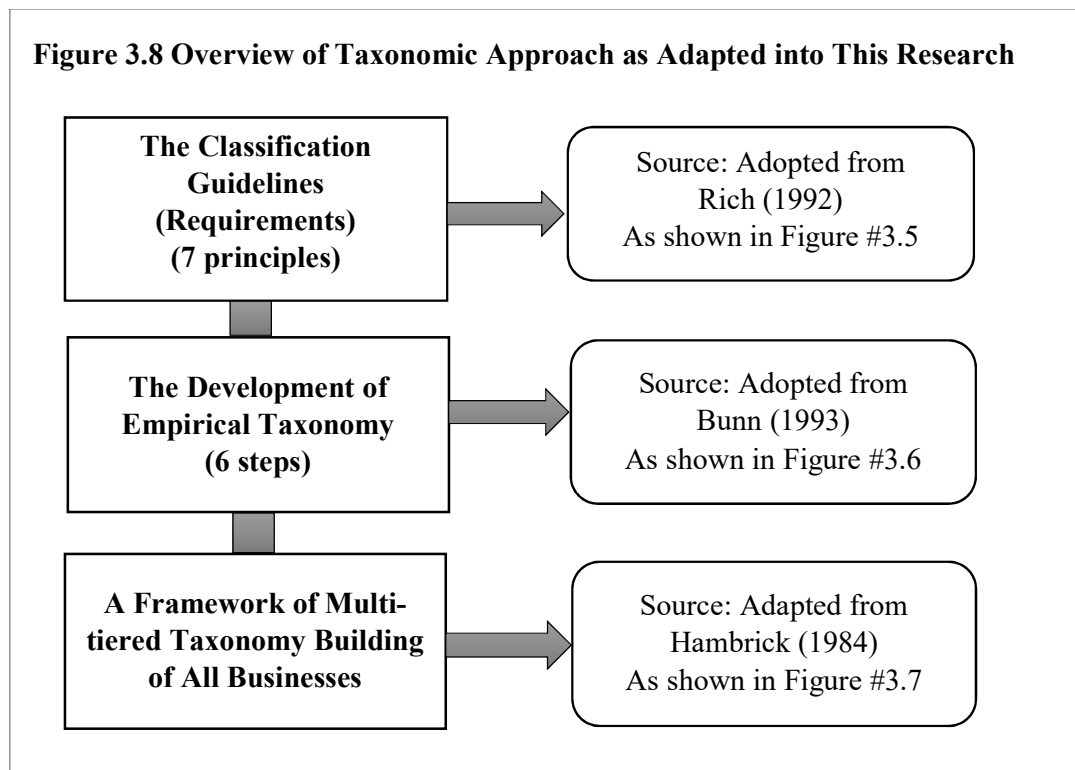 Figure 3.8 Overview of Taxonomic Approach as Adapted into This Research
The Classification
Guidelines
(Requirements)
(7 principles)
Source: Adopted from
Rich (1992)
As shown in Figure #3.5
The Development of
Empirical Taxonomy
(6 steps)
Source: Adopted from
Bunn (1993)
As shown in Figure #3.6
A Framework of Multi-
tiered Taxonomy Building
of All Businesses
Source: Adapted from
Hambrick (1984)
As shown in Figure #3.7